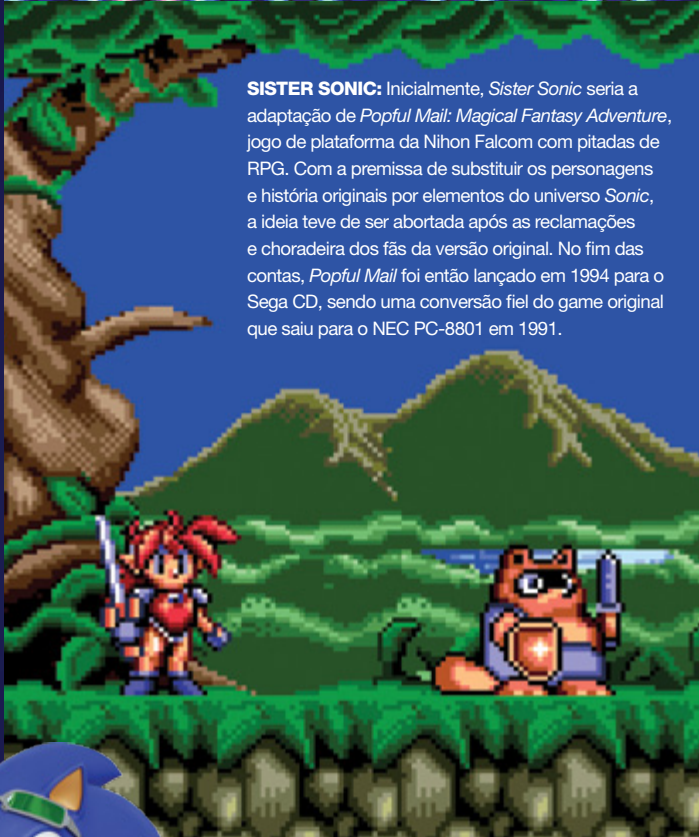 SISTER SONIC: Inicialmente, Sister Sonic seria a
adaptação de Popful Mail: Magical Fantasy Adventure,
jogo de plataforma da Nihon Falcom com pitadas de
RPG. Com a premissa de substituir os personagens
e história originais por elementos do universo Sonic,
a ideia teve de ser abortada após as reclamações
e choradeira dos fãs da versão original. No fim das
contas, Popful Mail foi então lançado em 1994 para o
Sega CD, sendo uma conversão fiel do game original
que saiu para o NEC PC-8801 em 1991.